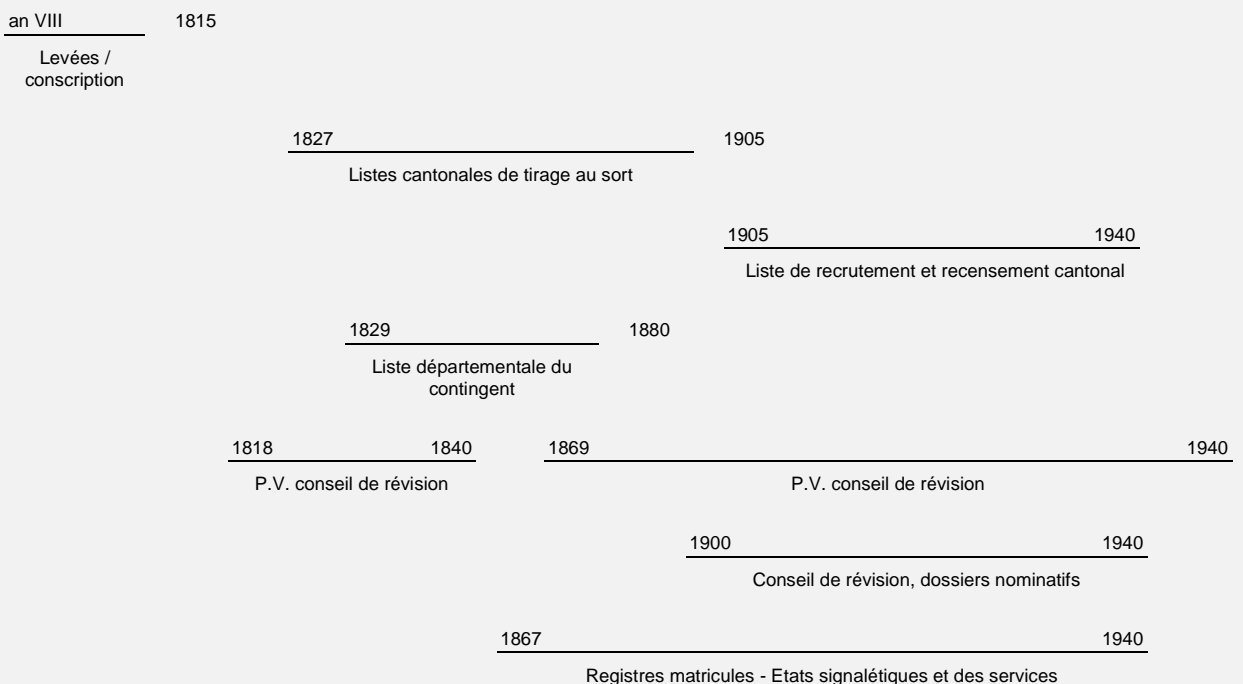 an VIII 1815
Levées /
conscription
1827 1905
Listes cantonales de tirage au sort
1905 1940
Liste de recrutement et recensement cantonal
1829 1880
Liste départementale du
contingent
1818 1840 1869 1940
P.V. conseil de révision P.V. conseil de révision
1900 1940
Conseil de révision, dossiers nominatifs
1867 1940
Registres matricules - Etats signalétiques et des services